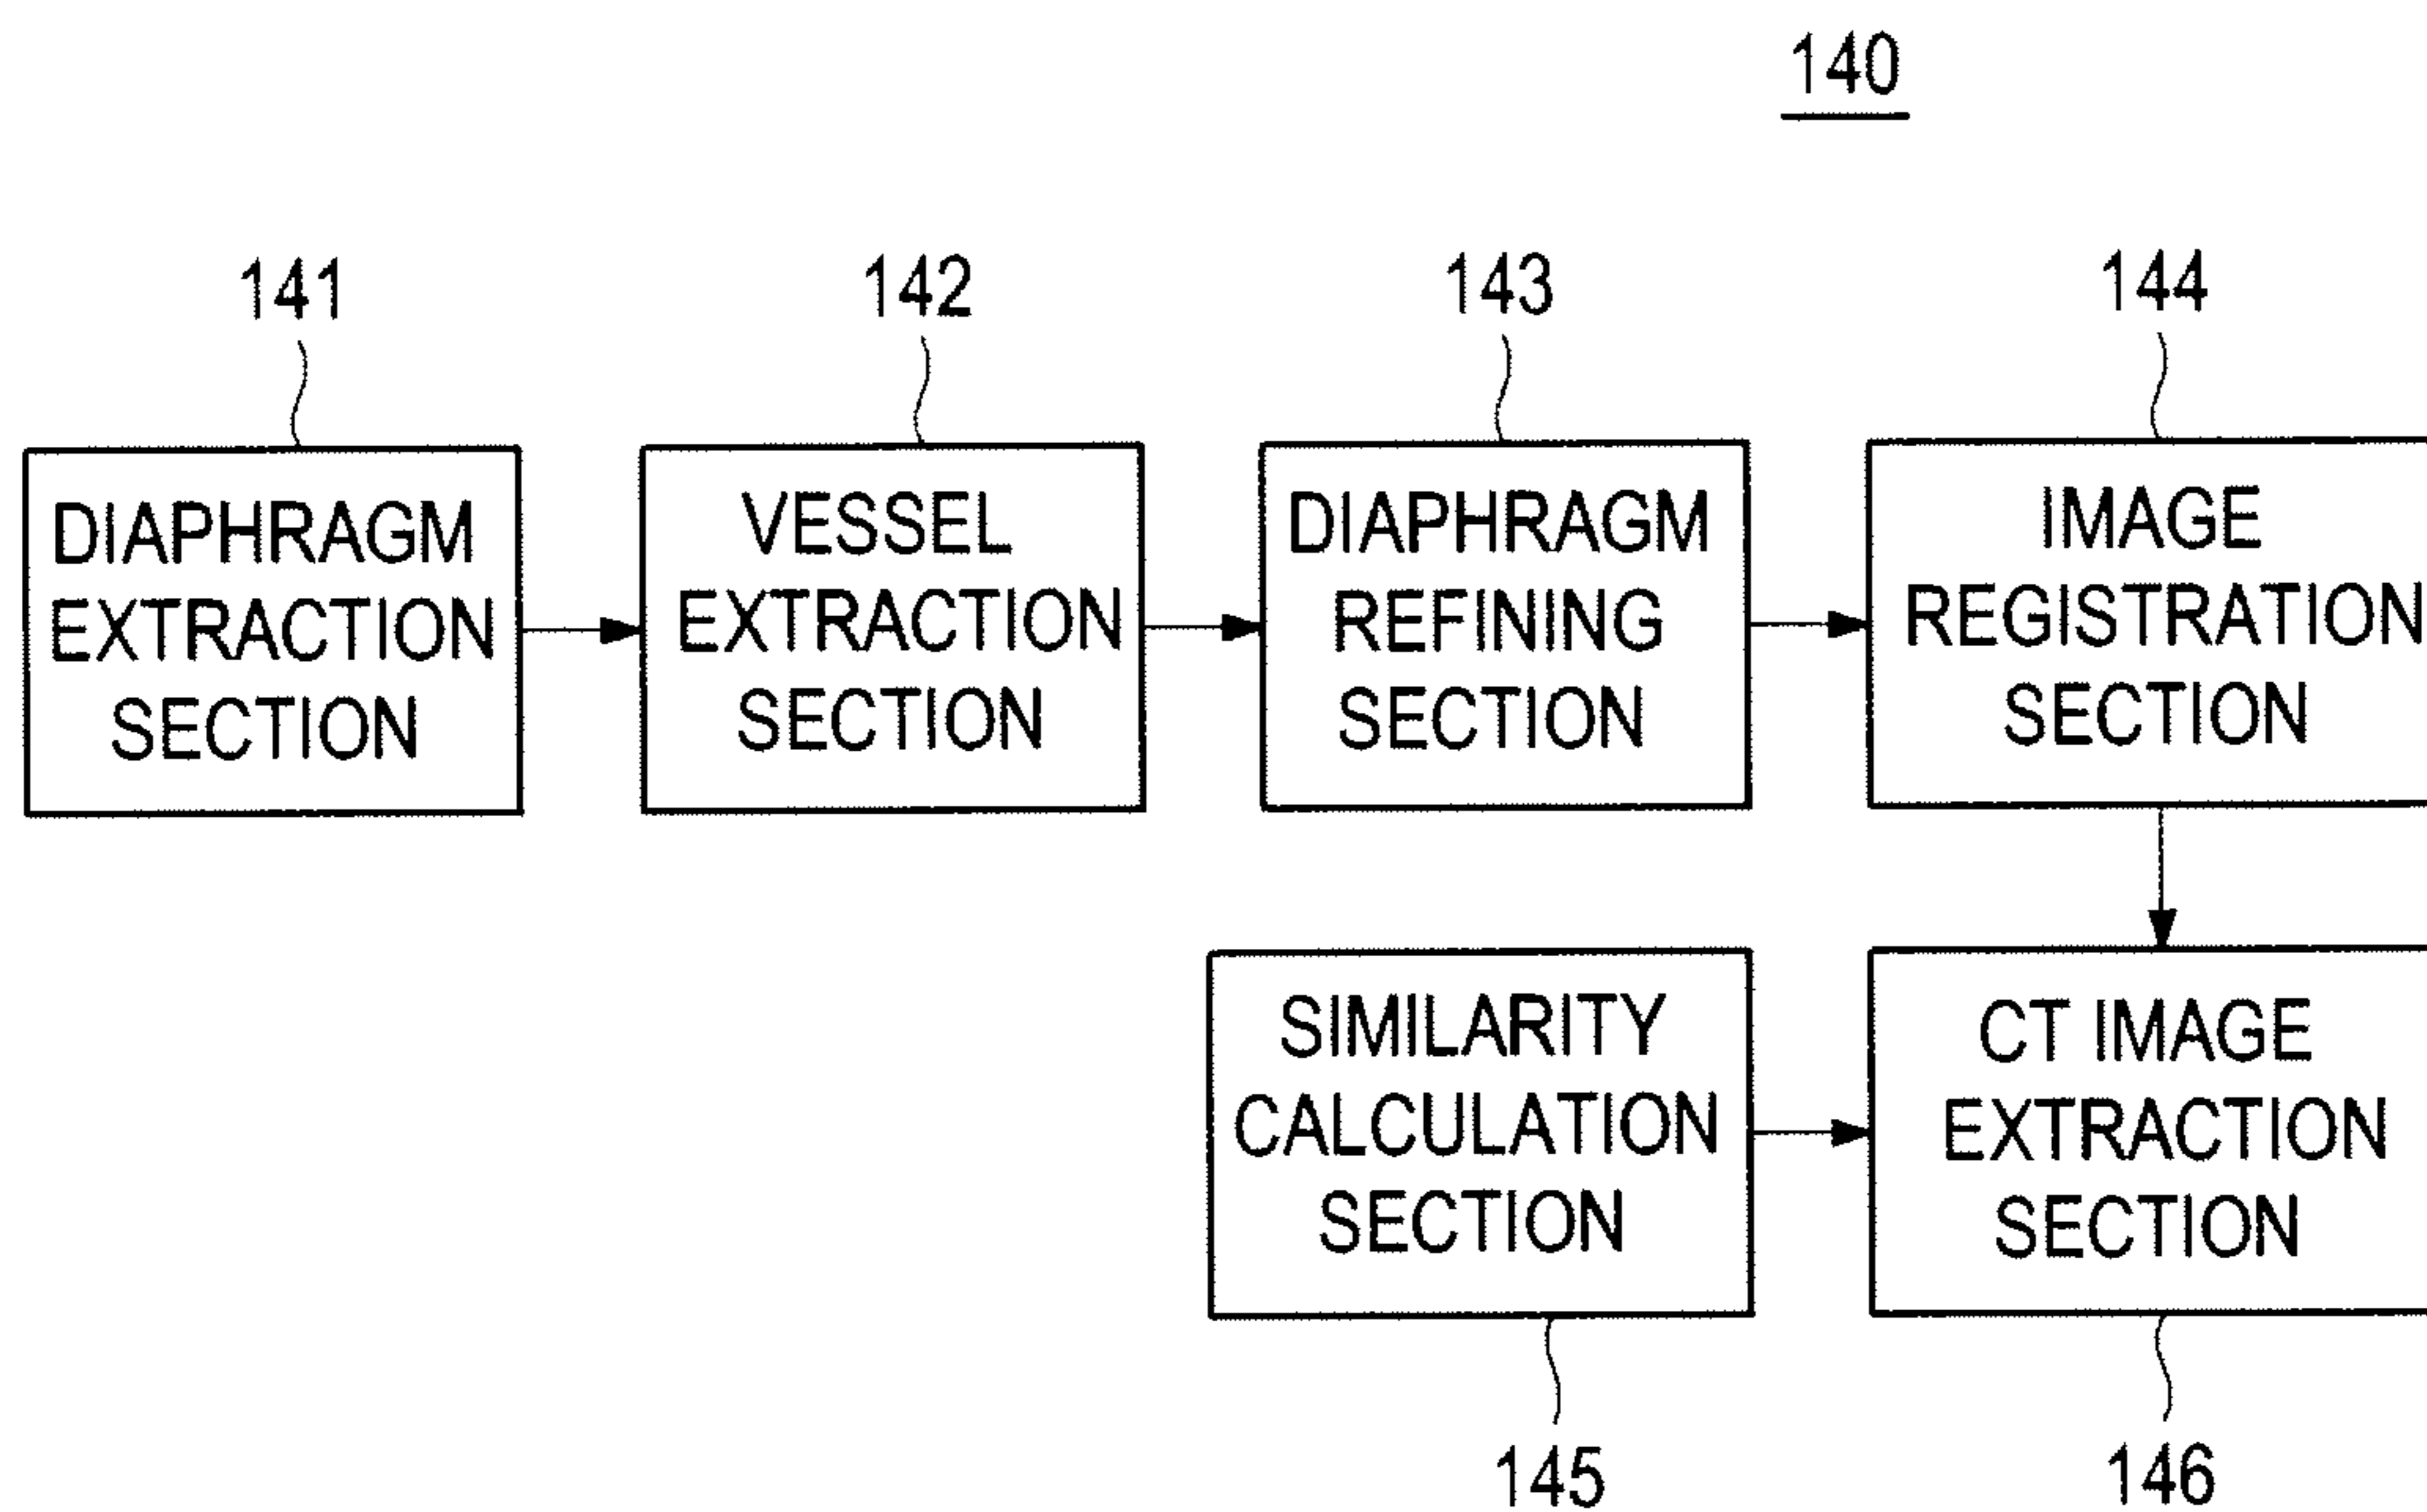 140
141
142
143
144
DIAPHRAGM
EXTRACTION
SECTION
VESSEL
EXTRACTION
SECTION
DIAPHRAGM
REFINING
SECTION
IMAGE
REGISTRATION
SECTION
SIMILARITY
CALCULATION
SECTION
CT IMAGE
EXTRACTION
SECTION
145
146